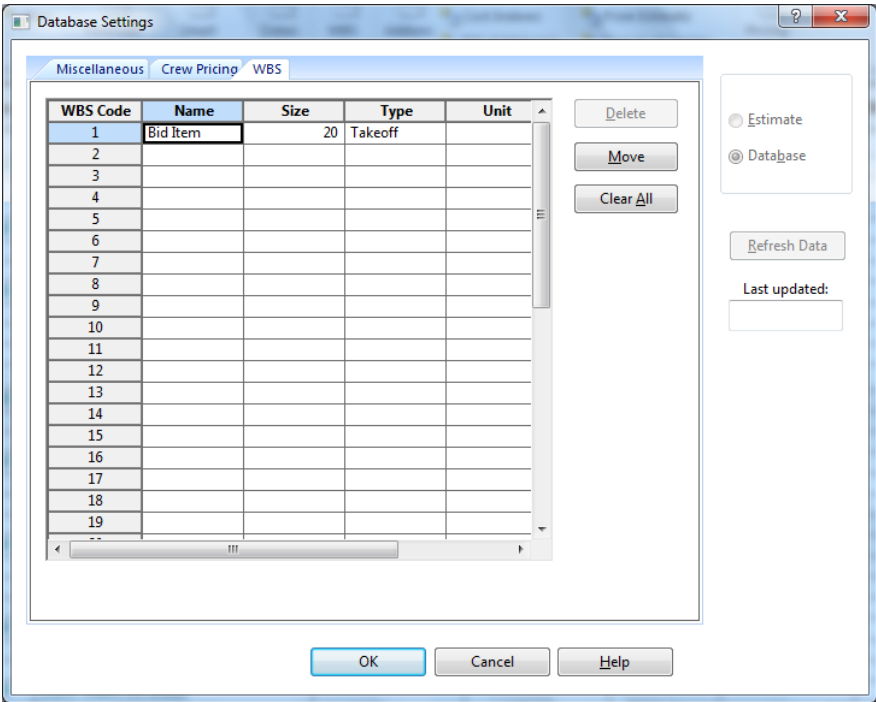 Database Settings
Miscellaneous Crew Pricing WBS
WBS Code Name Size Type Unit
1 Bid Item 20 Takeoff
2
3
4
5
6
7
8
9
10
11
12
13
14
15
16
17
18
19
Delete
Move
Clear All
Estimate
Database
Refresh Data
Last updated:
OK Cancel Help